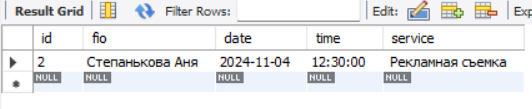 Result Grid Filter Rows: Edit: Exp
id fio date time service
2 Степанькова Аня 2024-11-04 12:30:00 Рекламная съемка
NULL NULL NULL NULL NULL